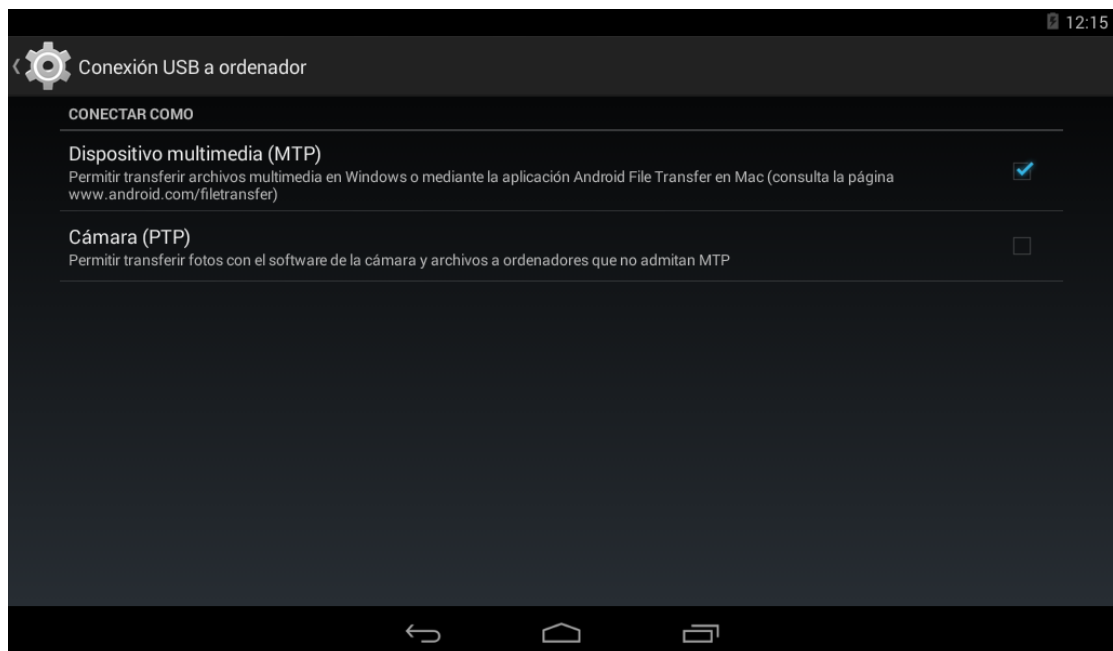 12:15
Conexión USB a ordenador
CONECTAR COMO
Dispositivo multimedia (MTP)
Permitir transferir archivos multimedia en Windows o mediante la aplicación Android File Transfer en Mac (consulta la página
www.android.com/filetransfer)
Cámara (PTP)
Permitir transferir fotos con el software de la cámara y archivos a ordenadores que no admitan MTP